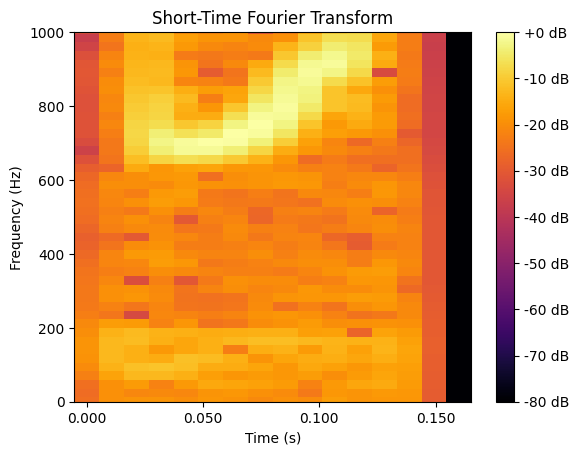 Short-Time Fourier Transform
1000
800
600
400
200
0
Frequency (Hz)
0.000
0.050
0.100
0.150
Time (s)
+0 dB
-10 dB
-20 dB
-30 dB
-40 dB
-50 dB
-60 dB
-70 dB
-80 dB